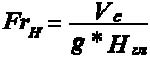 Fr_H = V_e / g * H_гл